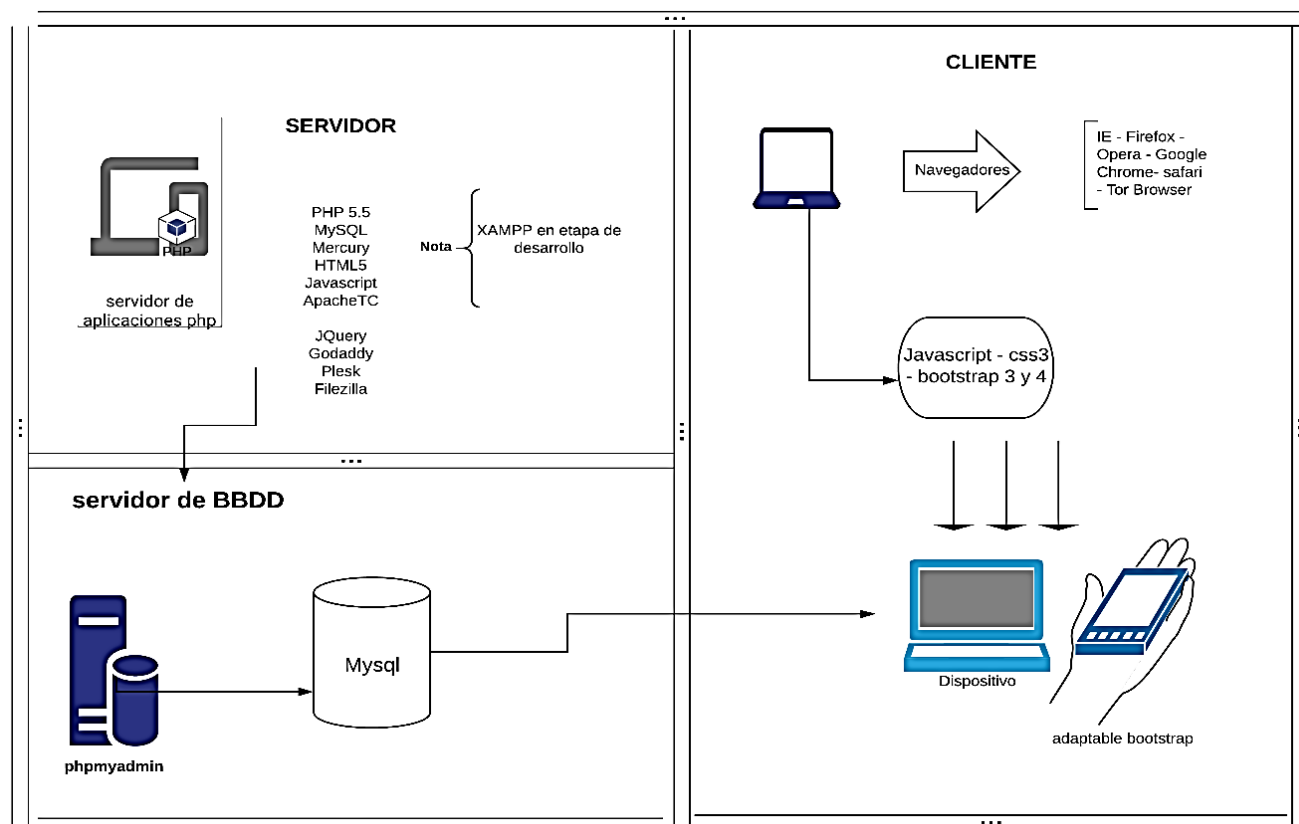 SERVIDOR
PHP
servidor de
aplicaciones php
PHP 5.5
MySQL
Mercury
HTML5
Javascript
ApacheTC
JQuery
Godaddy
Plesk
Filezilla
Nota
XAMPP en etapa de
desarrollo
servidor de BBDD
phpmyadmin
Mysql
CLIENTE
Navegadores
IE - Firefox -
Opera - Google
Chrome- safari
- Tor Browser
Javascript - css3
- bootstrap 3 y 4
Dispositivo
adaptable bootstrap